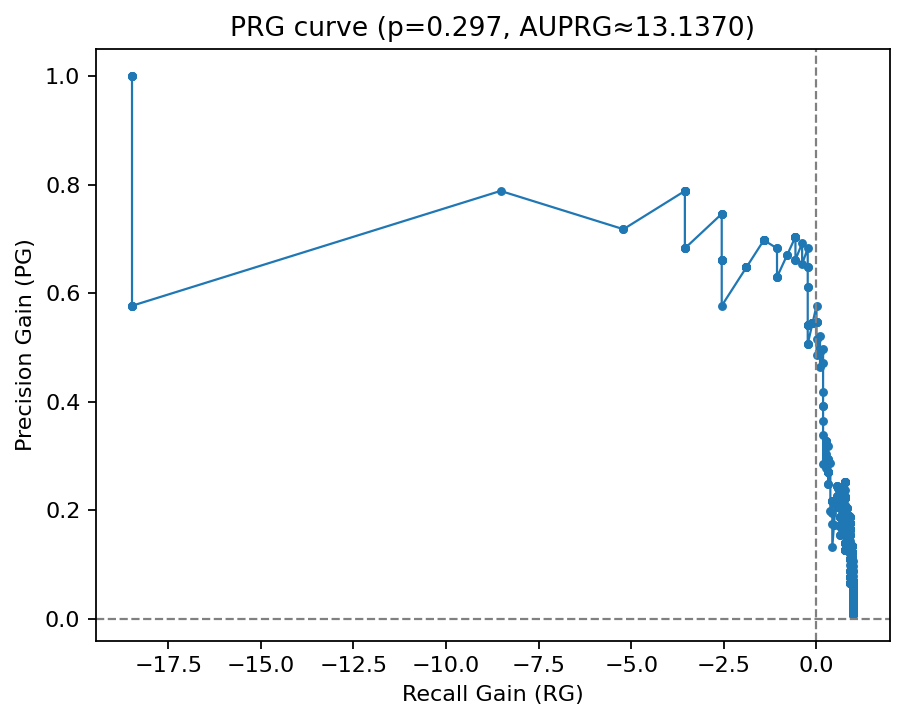 PRG curve (p=0.297, AUPRG≈13.1370)
1.0
0.8
0.6
0.4
0.2
0.0
Precision Gain (PG)
−17.5 −15.0 −12.5 −10.0 −7.5 −5.0 −2.5 0.0
Recall Gain (RG)